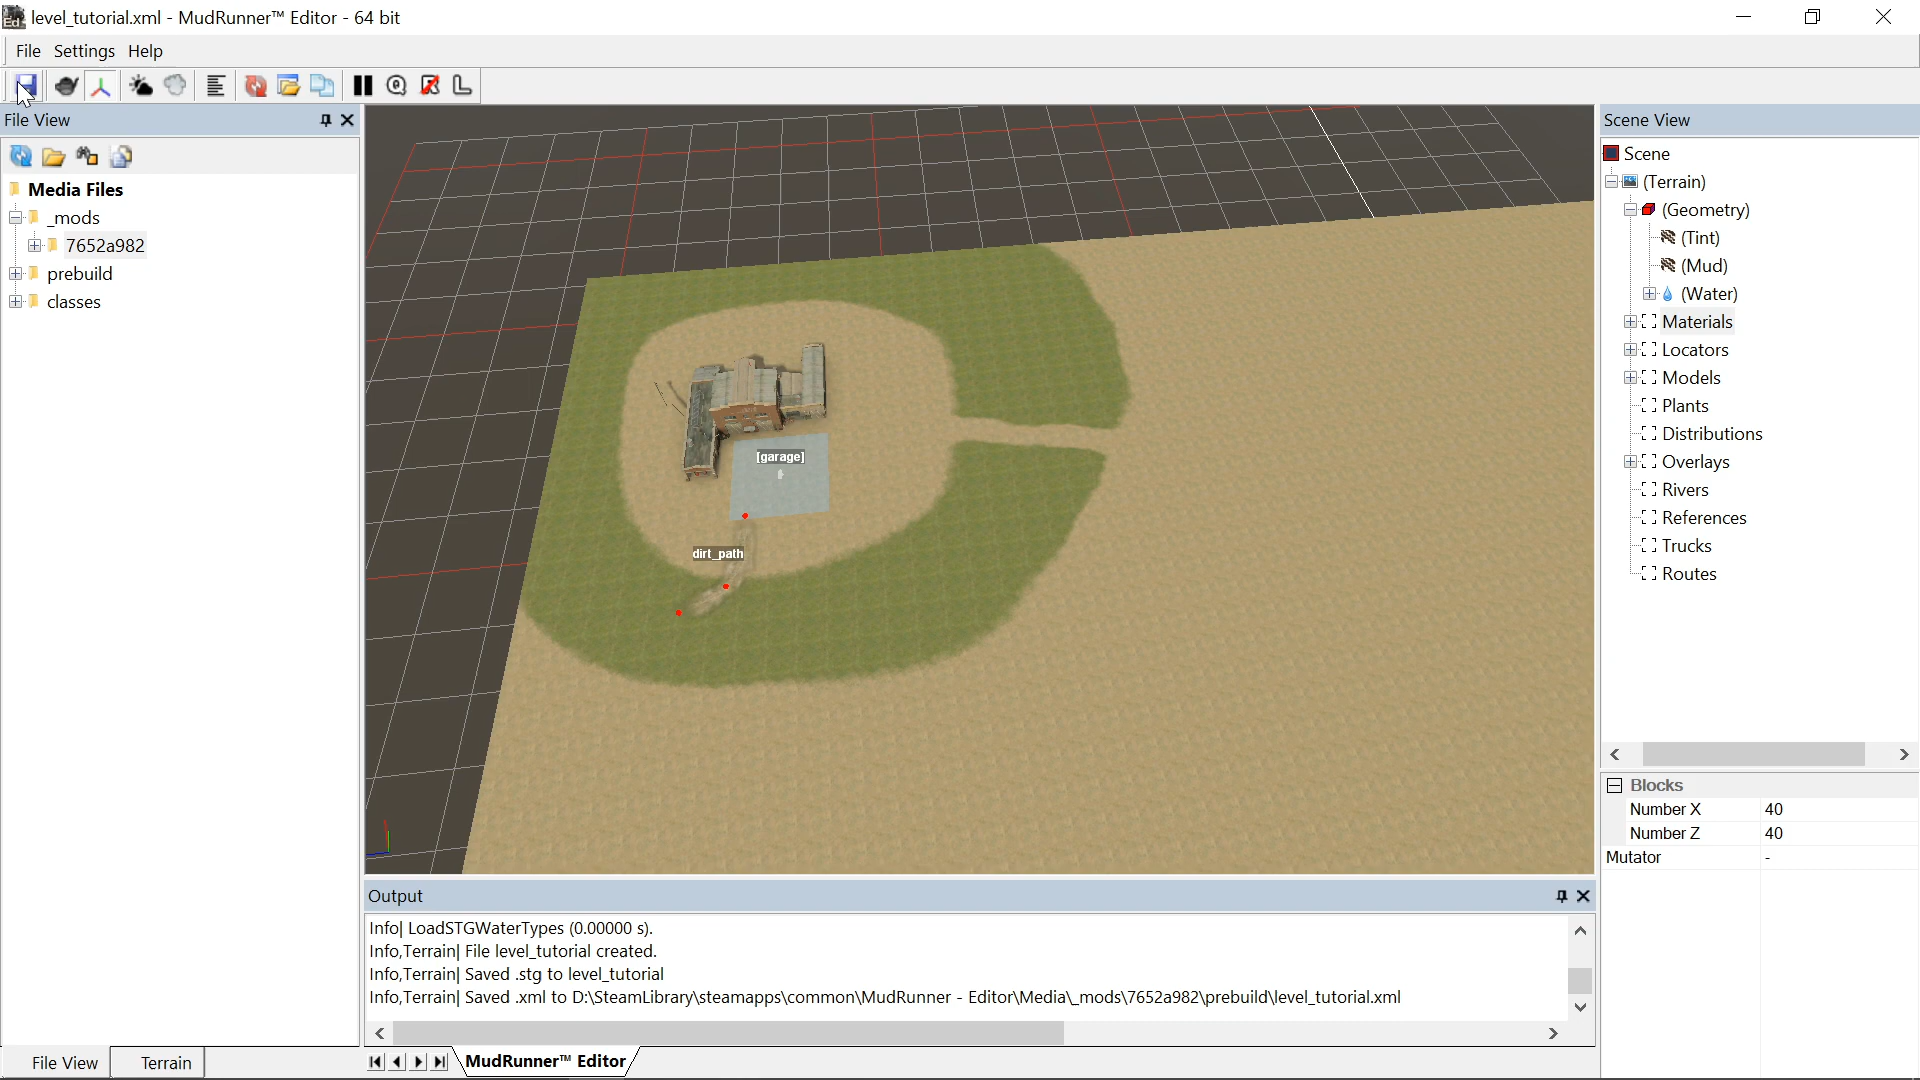 level_tutorial.xml - MudRunner™ Editor - 64 bit
File Settings Help
File View
Media Files
_mods
7652a982
prebuild
classes
[garage]
dirt_path
Scene View
Scene
(Terrain)
(Geometry)
(Tint)
(Mud)
(Water)
Materials
Locators
Models
Plants
Distributions
Overlays
Rivers
References
Trucks
Routes
Blocks
Number X 40
Number Z 40
Mutator -
Output
Info| LoadSTGWaterTypes (0.00000 s).
Info,Terrain| File level_tutorial created.
Info,Terrain| Saved .stg to level_tutorial
Info,Terrain| Saved .xml to D:\SteamLibrary\steamapps\common\MudRunner - Editor\Media\_mods\7652a982\prebuild\level_tutorial.xml
File View Terrain
MudRunner™ Editor